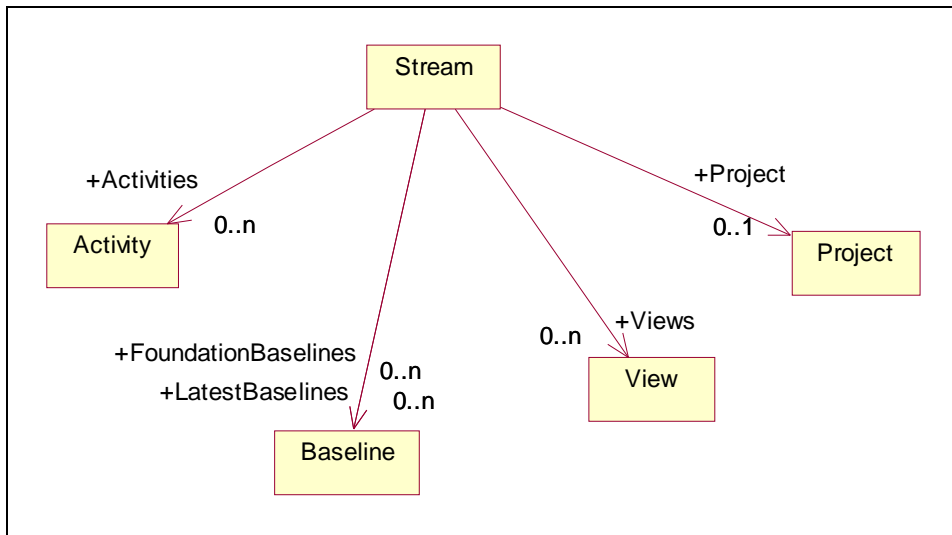 Stream
+Activities
+Project
0..n
0..1
Activity
Project
+Views
0..n
+FoundationBaselines
0..n
View
+LatestBaselines
0..n
Baseline